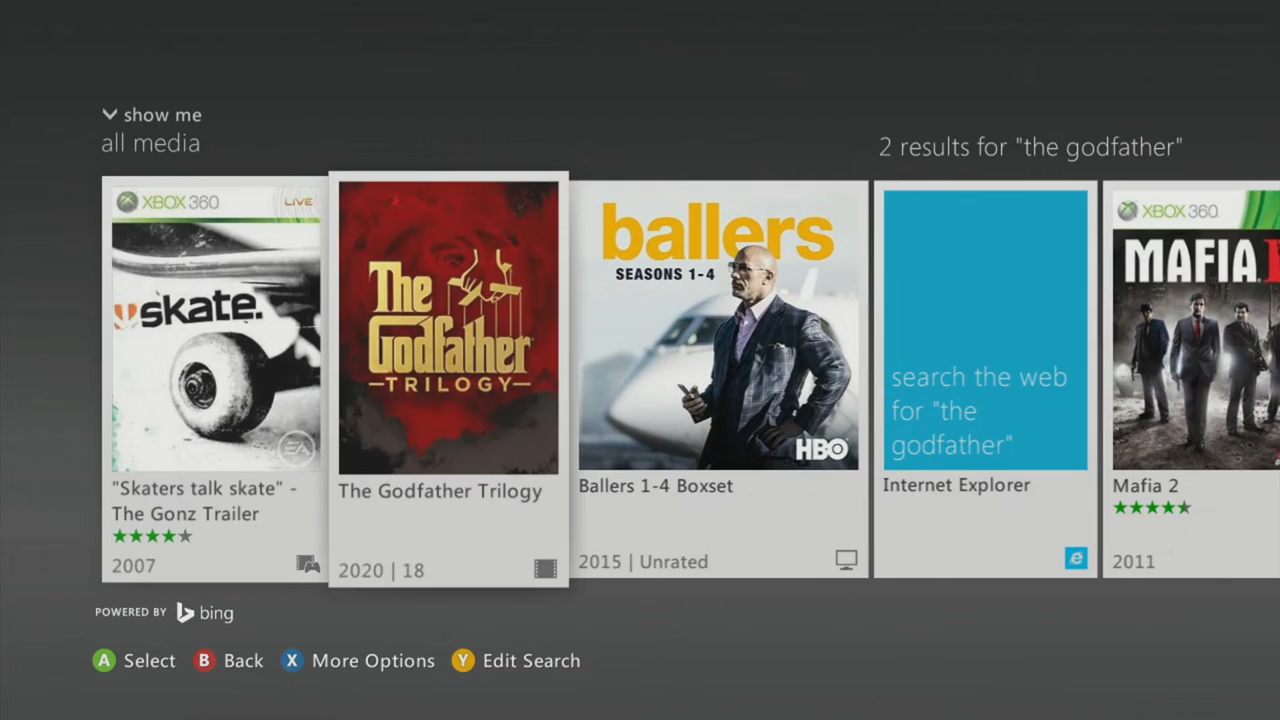 show me
all media
2 results for "the godfather"
XBOX 360 LIVE
skate.
EA
"Skaters talk skate" -
The Gonz Trailer
2007
The
Godfather
TRILOGY
The Godfather Trilogy
2020 | 18
ballers
SEASONS 1-4
HBO
Ballers 1-4 Boxset
2015 | Unrated
search the web
for "the
godfather"
Internet Explorer
XBOX 360
MAFIA
Mafia 2
2011
POWERED BY bing
A Select B Back X More Options Y Edit Search